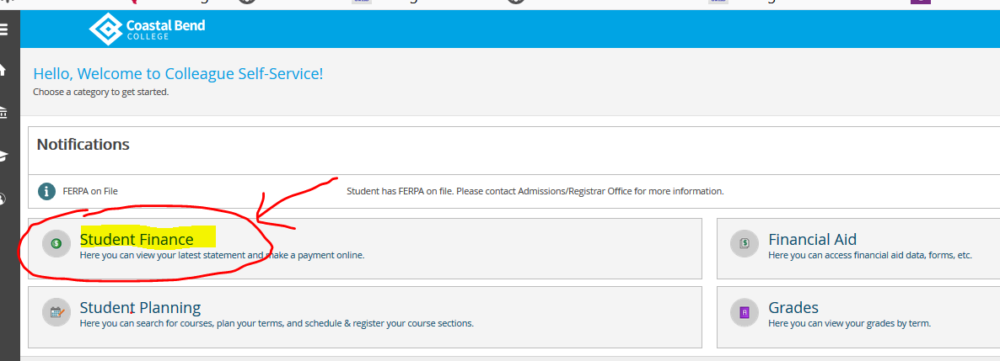 Coastal Bend
COLLEGE
Hello, Welcome to Colleague Self-Service!
Choose a category to get started.
Notifications
FERPA on File
Student has FERPA on file. Please contact Admissions/Registrar Office for more information.
Student Finance
Here you can view your latest statement and make a payment online.
Financial Aid
Here you can access financial aid data, forms, etc.
Student Planning
Here you can search for courses, plan your terms, and schedule & register your course sections.
Grades
Here you can view your grades by term.